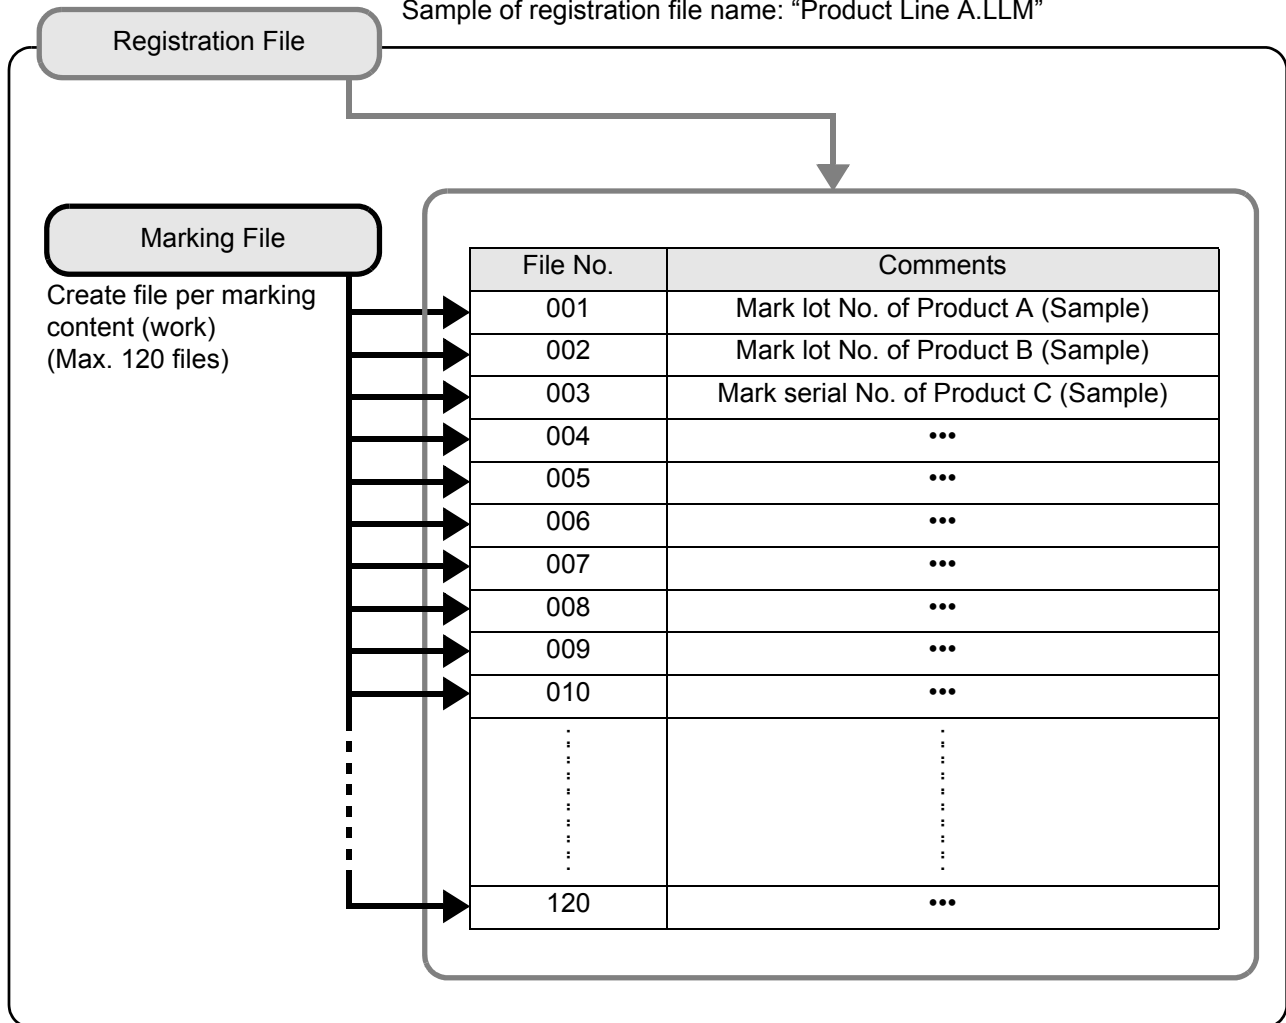 Sample of registration file name: “Product Line A.LLM”
Registration File
Marking File
Create file per marking
content (work)
(Max. 120 files)
File No. Comments
001 Mark lot No. of Product A (Sample)
002 Mark lot No. of Product B (Sample)
003 Mark serial No. of Product C (Sample)
004 •••
005 •••
006 •••
007 •••
008 •••
009 •••
010 •••
120 •••